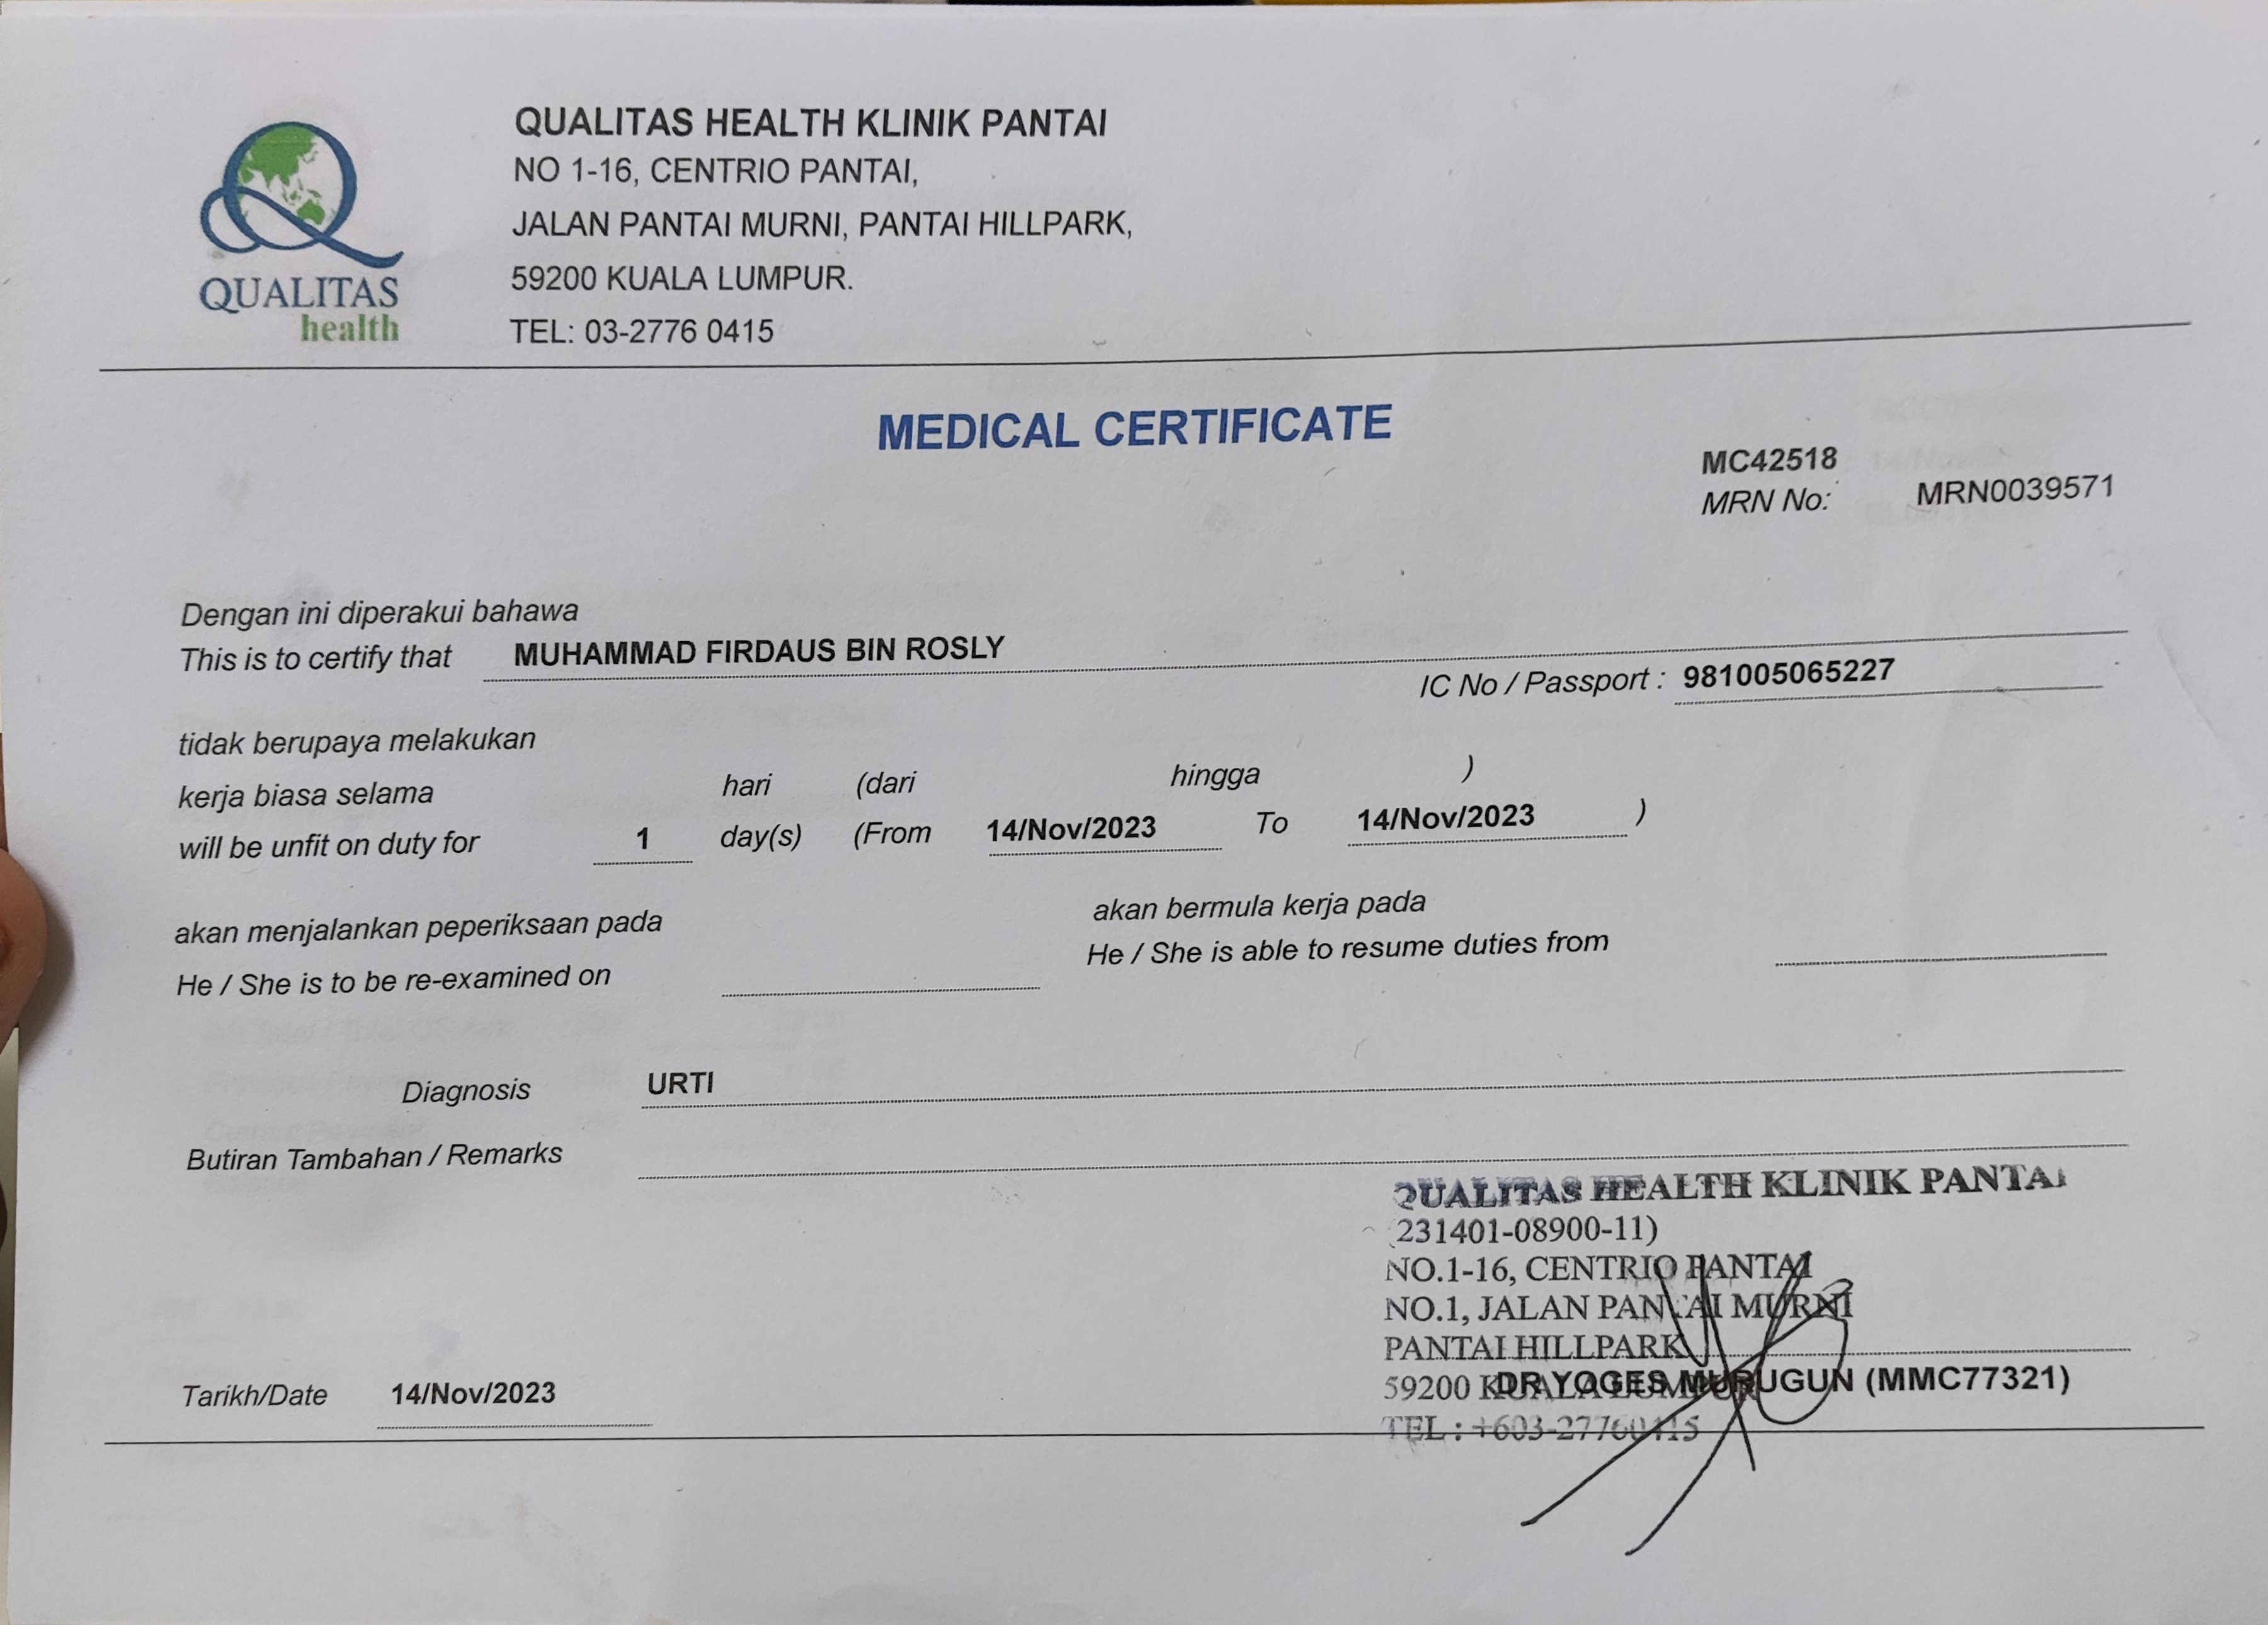 QUALITAS
health
QUALITAS HEALTH KLINIK PANTAI
NO 1-16, CENTRIO PANTAI,
JALAN PANTAI MURNI, PANTAI HILLPARK,
59200 KUALA LUMPUR.
TEL: 03-2776 0415
MEDICAL CERTIFICATE
MC42518
MRN No: MRN0039571
Dengan ini diperakui bahawa
This is to certify that MUHAMMAD FIRDAUS BIN ROSLY
IC No / Passport : 981005065227
tidak berupaya melakukan
kerja biasa selama hari (dari hingga )
will be unfit on duty for 1 day(s) (From 14/Nov/2023 To 14/Nov/2023 )
akan menjalankan peperiksaan pada akan bermula kerja pada
He / She is to be re-examined on He / She is able to resume duties from
Diagnosis URTI
Butiran Tambahan / Remarks
QUALITAS HEALTH KLINIK PANTAI
231401-08900-11)
NO.1-16, CENTRIO PANTAI
NO.1, JALAN PANTAI MURNI
PANTAI HILLPARK
59200 KUALA LUMPUR
DR YOGES MURUGUN (MMC77321)
TEL : +603-27760415
Tarikh/Date 14/Nov/2023